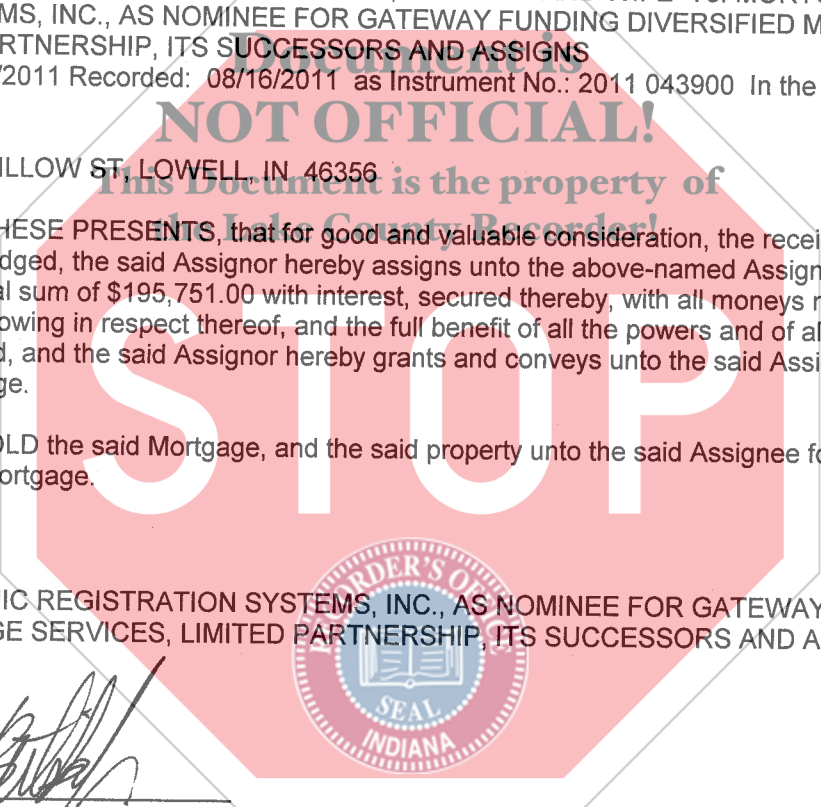 MS, INC., AS NOMINEE FOR GATEWAY FUNDING DIVERSIFIED M
RTNERSHIP, ITS SUCCESSORS AND ASSIGNS
Document is
/2011 Recorded: 08/16/2011 as Instrument No.: 2011 043900 In the
NOT OFFICIAL!
ILLOW ST, LOWELL, IN 46356
This Document is the property of
the Lake County Recorder!
HESE PRESENTS, that for good and valuable consideration, the recei
dged, the said Assignor hereby assigns unto the above-named Assign
al sum of $195,751.00 with interest, secured thereby, with all moneys
owing in respect thereof, and the full benefit of all the powers and of al
d, and the said Assignor hereby grants and conveys unto the said Assi
ge.
STOP
OLD the said Mortgage, and the said property unto the said Assignee fo
ortgage.
RECORDER'S OFFICE
IC REGISTRATION SYSTEMS, INC., AS NOMINEE FOR GATEWAY
GE SERVICES, LIMITED PARTNERSHIP, ITS SUCCESSORS AND A
SEAL
INDIANA